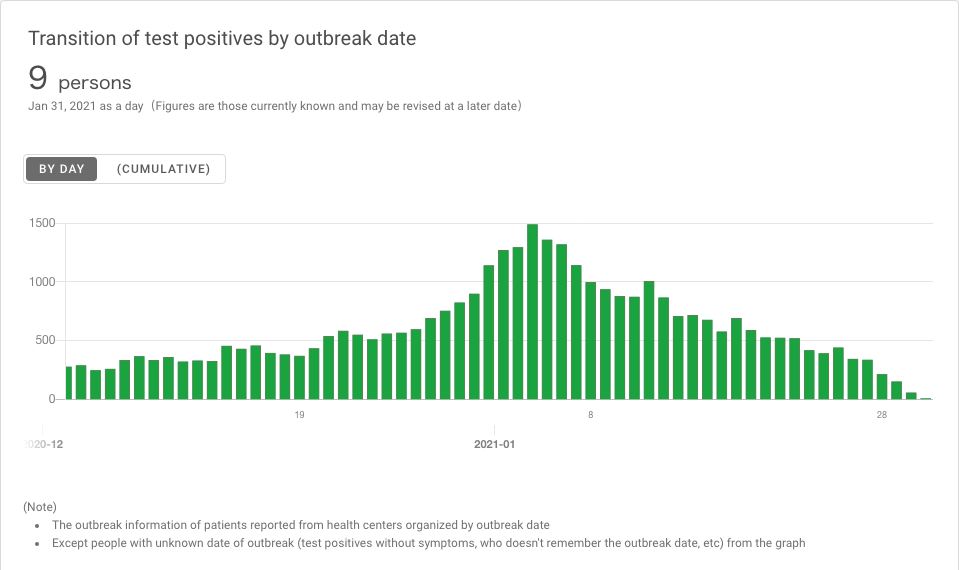 Transition of test positives by outbreak date
9 persons
Jan 31, 2021 as a day (Figures are those currently known and may be revised at a later date)
BY DAY (CUMULATIVE)
1500
1000
500
0
19 8 28
2020-12 2021-01
(Note)
• The outbreak information of patients reported from health centers organized by outbreak date
• Except people with unknown date of outbreak (test positives without symptoms, who doesn't remember the outbreak date, etc) from the graph